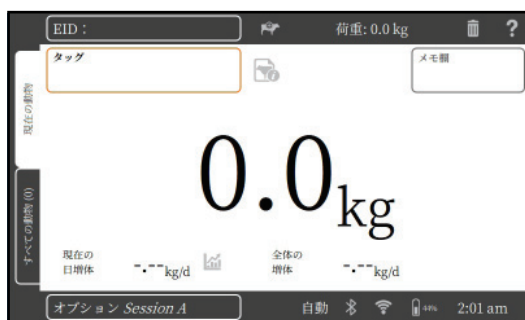 EID：
荷重: 0.0 kg
?
現在の動物
すべての動物 (0)
タッグ
メモ欄
0.0kg
現在の
日増体
-.--kg/d
全体の
増体
-.--kg/d
オプション Session A
自動
44%
2:01 am